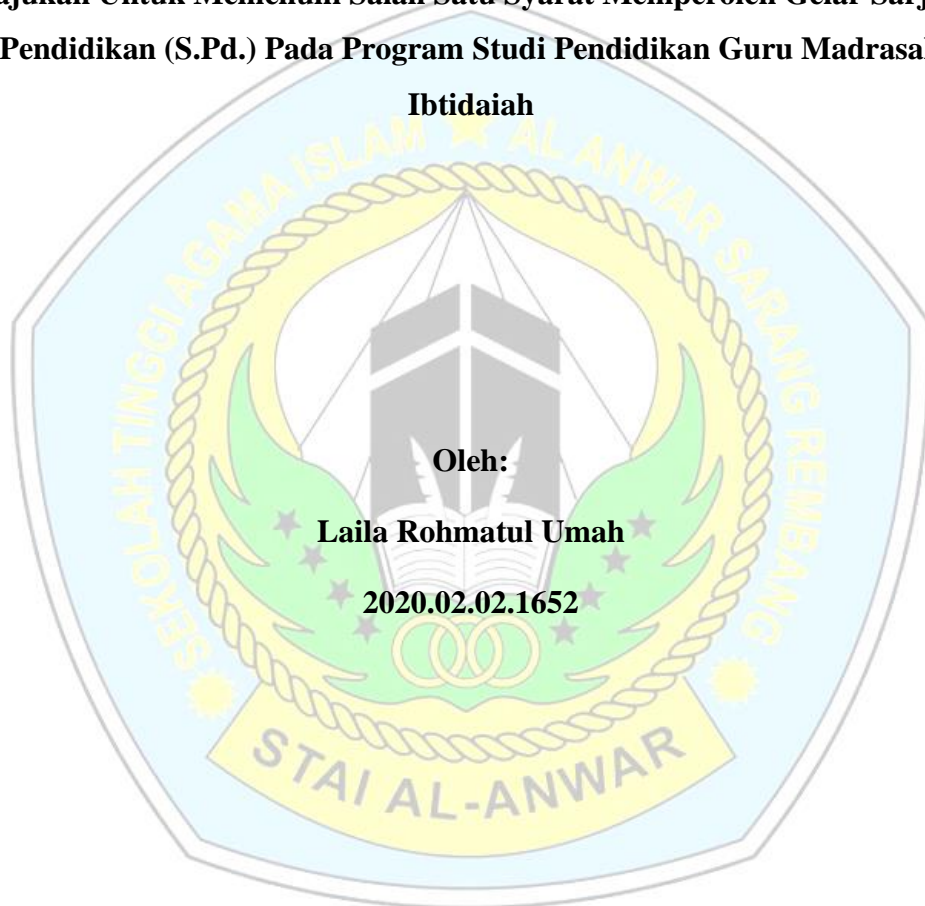 ajukan Untuk Memenuhi Salah Satu Syarat Memperoleh Gelar Sarj
Pendidikan (S.Pd.) Pada Program Studi Pendidikan Guru Madrasah
Ibtidaiah
SEKOLAH TINGGI AGAMA ISLAM AL ANWAR SARANG REMBANG
Oleh:
Laila Rohmatul Umah
2020.02.02.1652
STAI AL-ANWAR